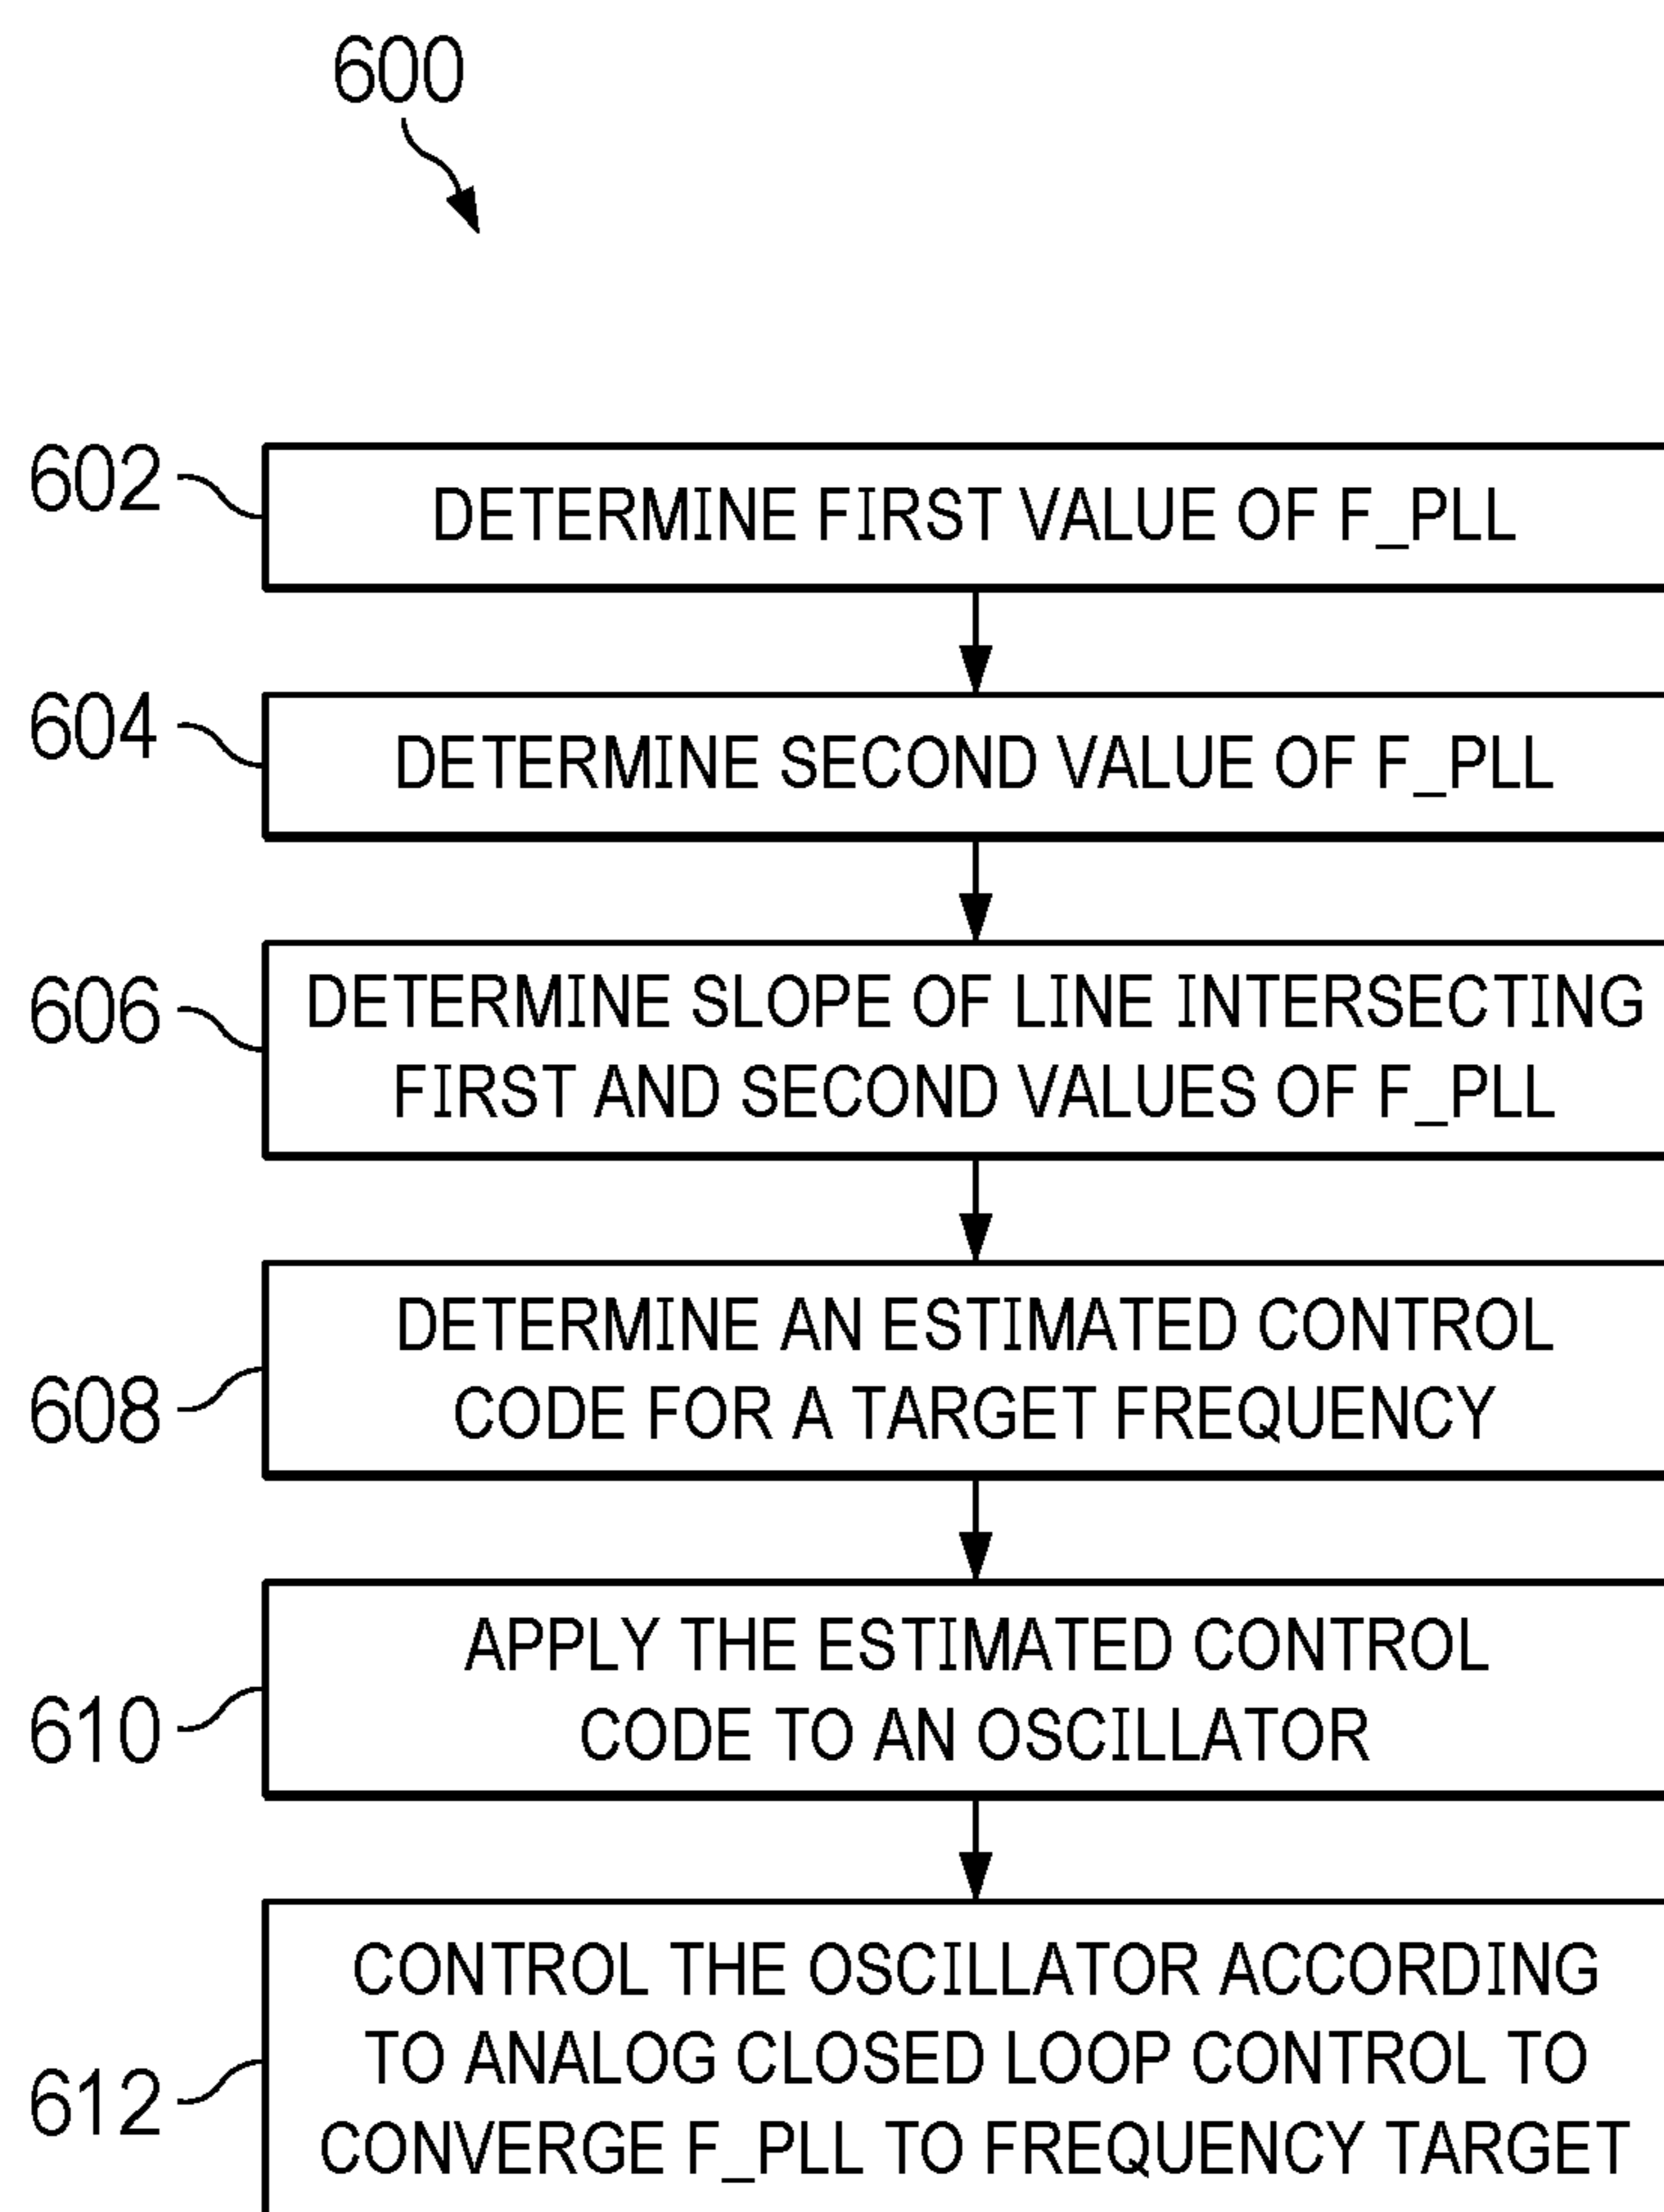 600
602
DETERMINE FIRST VALUE OF F_PLL
604
DETERMINE SECOND VALUE OF F_PLL
606
DETERMINE SLOPE OF LINE INTERSECTING
FIRST AND SECOND VALUES OF F_PLL
608
DETERMINE AN ESTIMATED CONTROL
CODE FOR A TARGET FREQUENCY
610
APPLY THE ESTIMATED CONTROL
CODE TO AN OSCILLATOR
612
CONTROL THE OSCILLATOR ACCORDING
TO ANALOG CLOSED LOOP CONTROL TO
CONVERGE F_PLL TO FREQUENCY TARGET